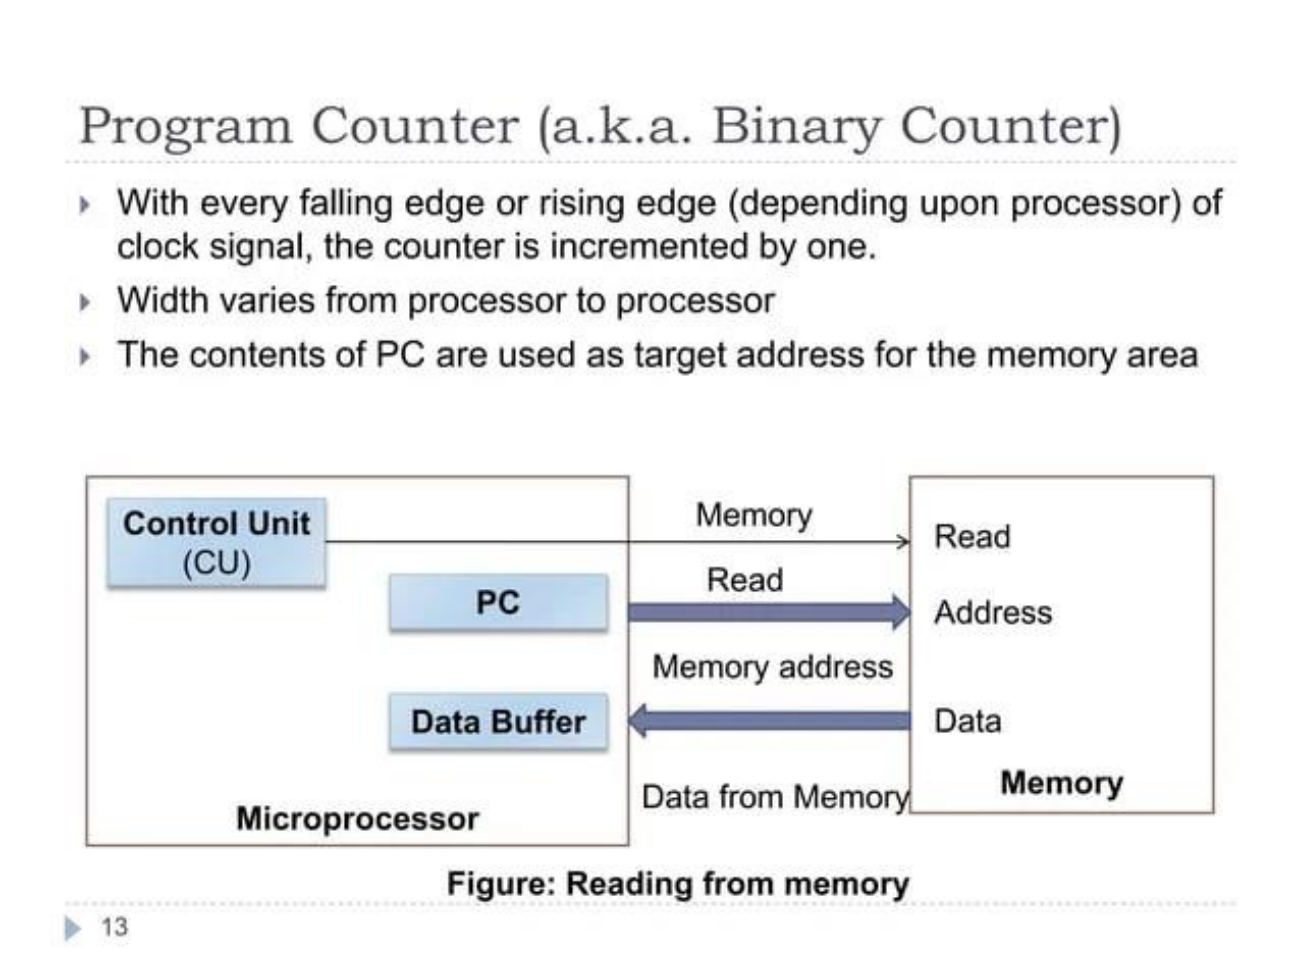 Program Counter (a.k.a. Binary Counter)
With every falling edge or rising edge (depending upon processor) of
clock signal, the counter is incremented by one.
Width varies from processor to processor
The contents of PC are used as target address for the memory area
Control Unit
(CU)
PC
Data Buffer
Microprocessor
Memory
Read
Memory address
Data from Memory
Read
Address
Data
Memory
Figure: Reading from memory
13